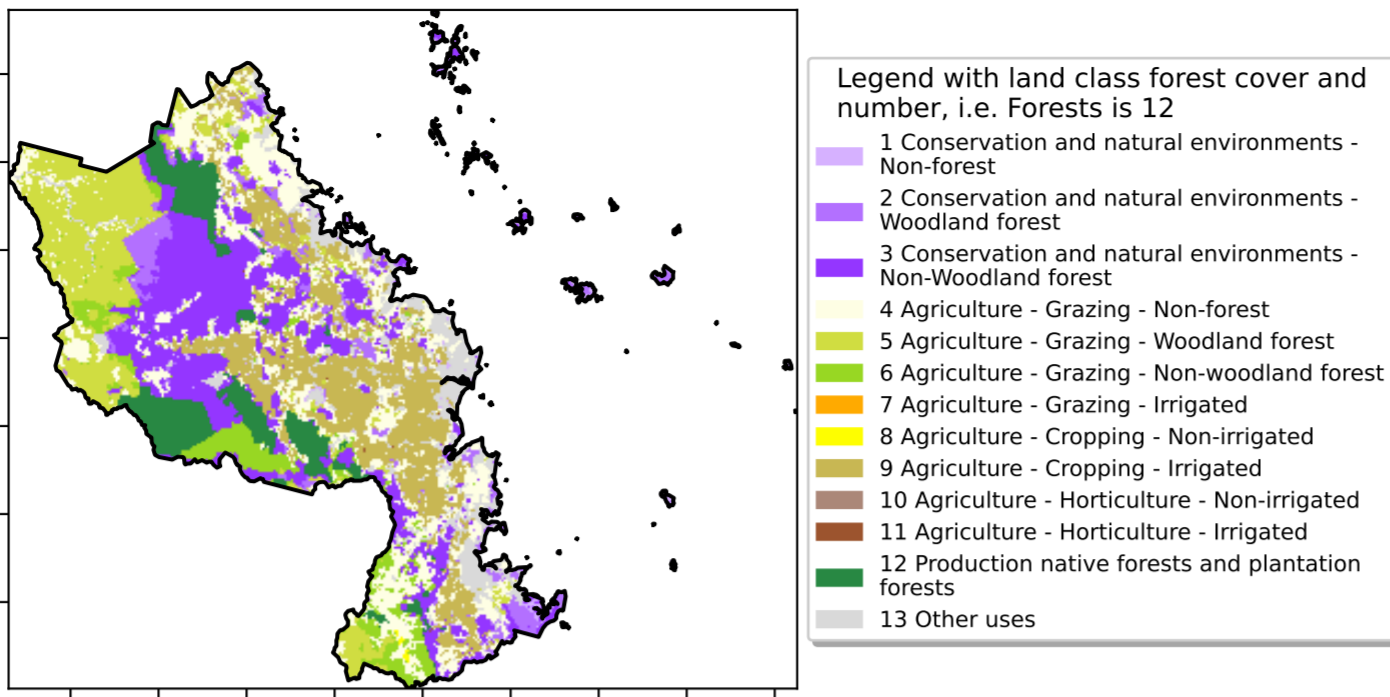 Legend with land class forest cover and
number, i.e. Forests is 12
1 Conservation and natural environments -
Non-forest
2 Conservation and natural environments -
Woodland forest
3 Conservation and natural environments -
Non-Woodland forest
4 Agriculture - Grazing - Non-forest
5 Agriculture - Grazing - Woodland forest
6 Agriculture - Grazing - Non-woodland forest
7 Agriculture - Grazing - Irrigated
8 Agriculture - Cropping - Non-irrigated
9 Agriculture - Cropping - Irrigated
10 Agriculture - Horticulture - Non-irrigated
11 Agriculture - Horticulture - Irrigated
12 Production native forests and plantation
forests
13 Other uses